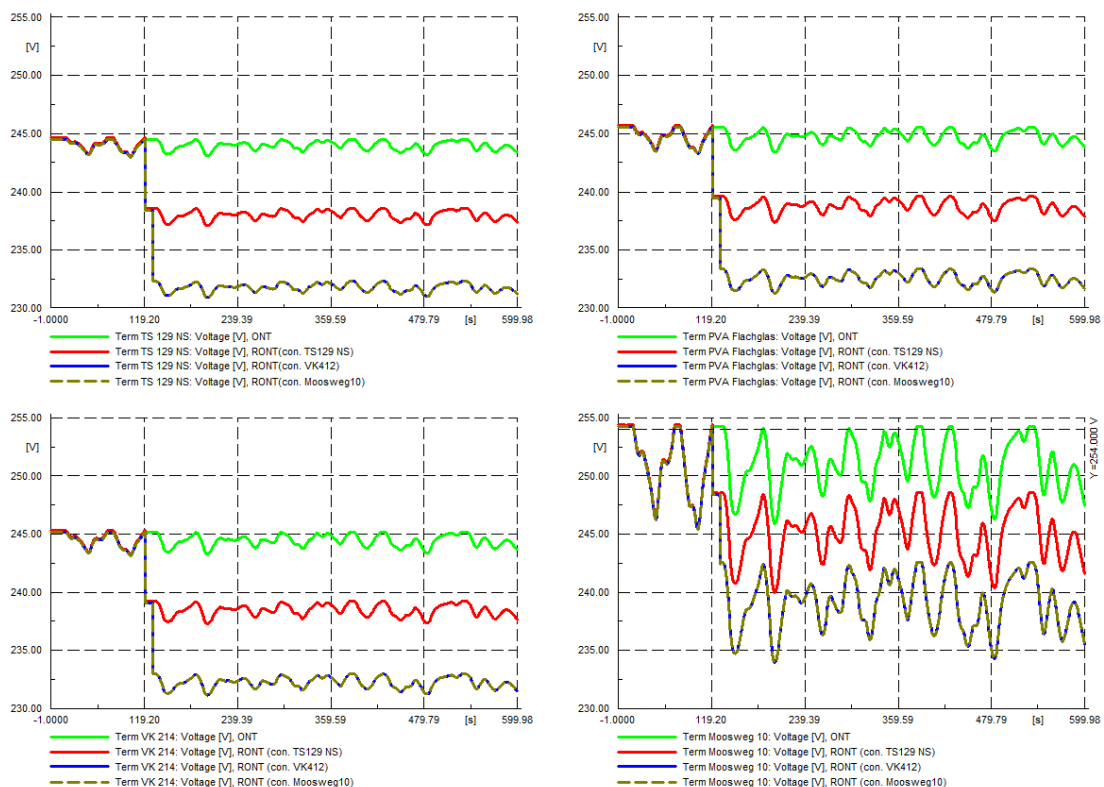 255.00
[V]
250.00
245.00
240.00
235.00
230.00
-1.0000 119.20 239.39 359.59 479.79 [s] 599.98
Term TS 129 NS: Voltage [V], ONT
Term TS 129 NS: Voltage [V], RONT(con. TS129 NS)
Term TS 129 NS: Voltage [V], RONT(con. VK412)
Term TS 129 NS: Voltage [V], RONT(con. Moosweg10)
255.00
[V]
250.00
245.00
240.00
235.00
230.00
-1.0000 119.20 239.39 359.59 479.79 [s] 599.98
Term PVA Flachglas: Voltage [V], ONT
Term PVA Flachglas: Voltage [V], RONT (con. TS129 NS)
Term PVA Flachglas: Voltage [V], RONT (con. VK412)
Term PVA Flachglas: Voltage [V], RONT (con. Moosweg10)
255.00
[V]
250.00
245.00
240.00
235.00
230.00
-1.0000 119.20 239.39 359.59 479.79 [s] 599.98
Term VK 214: Voltage [V], ONT
Term VK 214: Voltage [V], RONT (con. TS129 NS)
Term VK 214: Voltage [V], RONT (con. VK412)
Term VK 214: Voltage [V], RONT (con. Moosweg10)
255.00
[V]
250.00
245.00
240.00
235.00
230.00
-1.0000 119.20 239.39 359.59 479.79 [s] 599.98
Y =254.000 V
Term Moosweg 10: Voltage [V], ONT
Term Moosweg 10: Voltage [V], RONT (con. TS129 NS)
Term Moosweg 10: Voltage [V], RONT (con. VK412)
Term Moosweg 10: Voltage [V], RONT (con. Moosweg10)